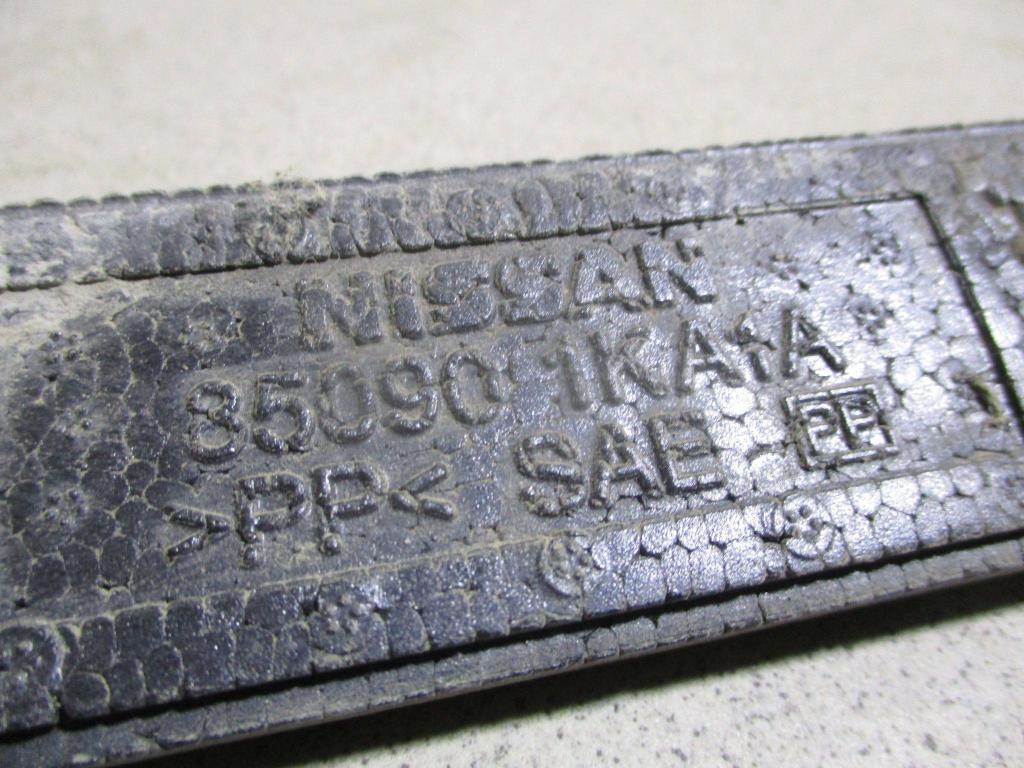 NISSAN
85090 1KA1A
>PP< SAE PP